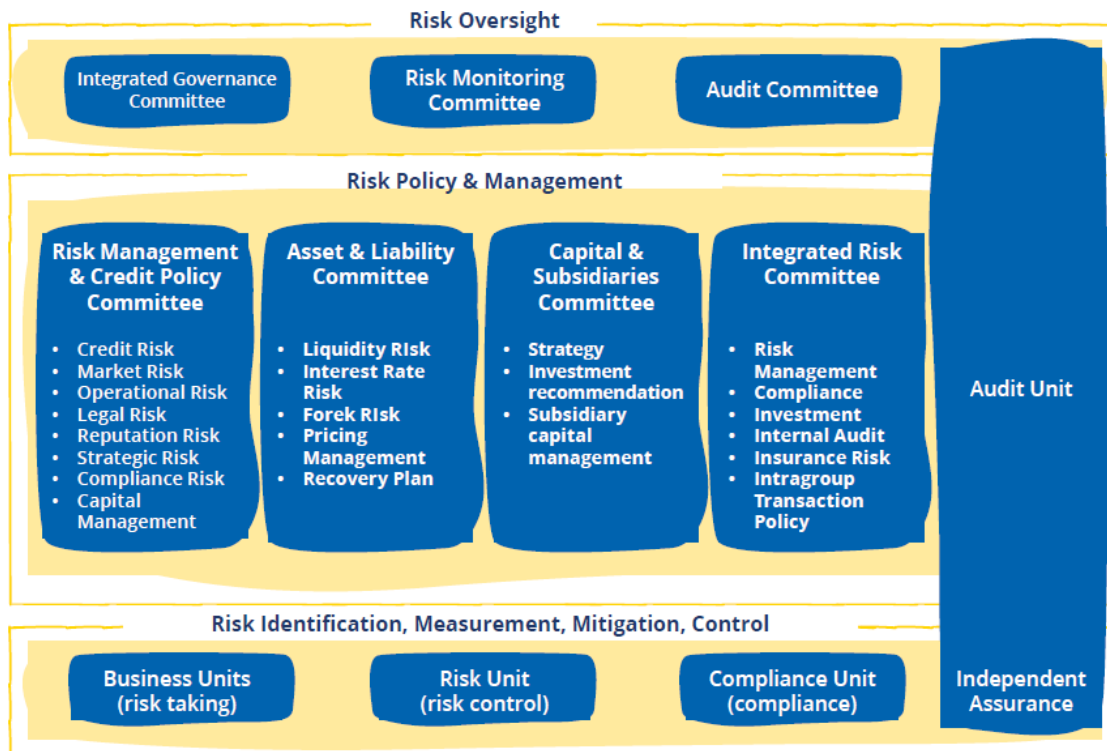 Risk Oversight
Integrated Governance
Committee
Risk Monitoring
Committee
Audit Committee
Risk Policy & Management
Risk Management
& Credit Policy
Committee
• Credit Risk
• Market Risk
• Operational Risk
• Legal Risk
• Reputation Risk
• Strategic Risk
• Compliance Risk
• Capital
Management
Asset & Liability
Committee
• Liquidity RIsk
• Interest Rate
Risk
• Forek RIsk
• Pricing
Management
• Recovery Plan
Capital &
Subsidiaries
Committee
• Strategy
• Investment
recommendation
• Subsidiary
capital
management
Integrated Risk
Committee
• Risk
Management
• Compliance
• Investment
• Internal Audit
• Insurance Risk
• Intragroup
Transaction
Policy
Audit Unit
Risk Identification, Measurement, Mitigation, Control
Business Units
(risk taking)
Risk Unit
(risk control)
Compliance Unit
(compliance)
Independent
Assurance